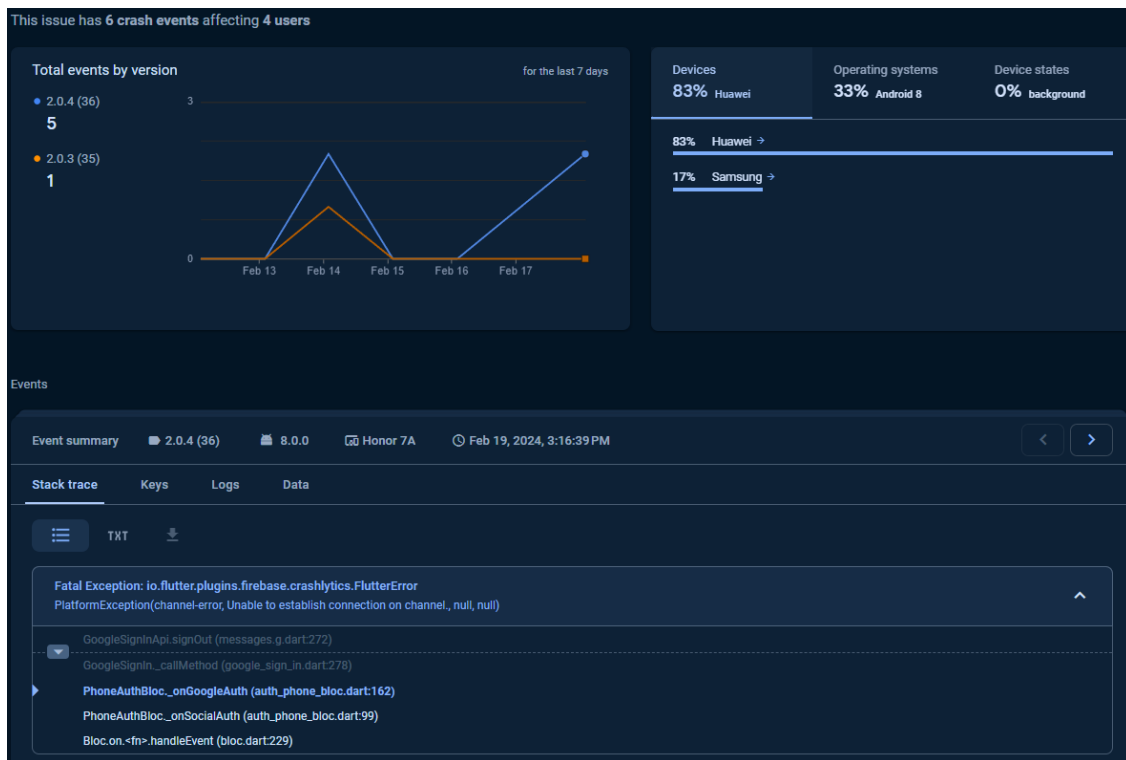 This issue has 6 crash events affecting 4 users
Total events by version
for the last 7 days
2.0.4 (36)
5
2.0.3 (35)
1
3
0
Feb 13 Feb 14 Feb 15 Feb 16 Feb 17
Devices
83% Huawei
Operating systems
33% Android 8
Device states
0% background
83% Huawei
17% Samsung
Events
Event summary 2.0.4 (36) 8.0.0 Honor 7A Feb 19, 2024, 3:16:39 PM
Stack trace Keys Logs Data
TXT
Fatal Exception: io.flutter.plugins.firebase.crashlytics.FlutterError
PlatformException(channel-error, Unable to establish connection on channel., null, null)
GoogleSignInApi.signOut (messages.g.dart:272)
GoogleSignIn._callMethod (google_sign_in.dart:278)
PhoneAuthBloc._onGoogleAuth (auth_phone_bloc.dart:162)
PhoneAuthBloc._onSocialAuth (auth_phone_bloc.dart:99)
Bloc.on.<fn>.handleEvent (bloc.dart:229)